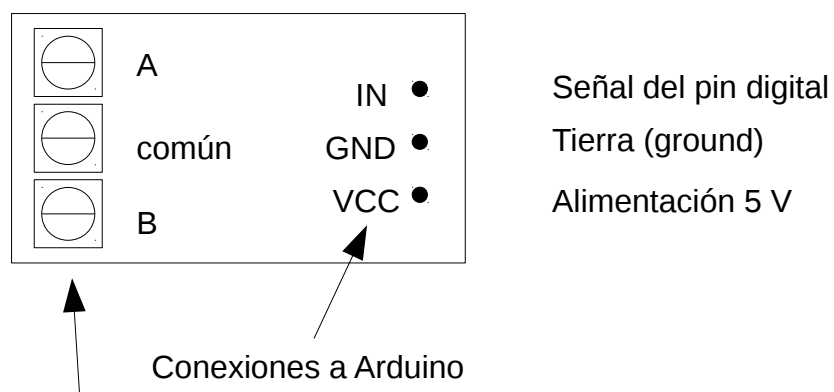 A
IN
Señal del pin digital
común
GND
Tierra (ground)
VCC
Alimentación 5 V
B
Conexiones a Arduino